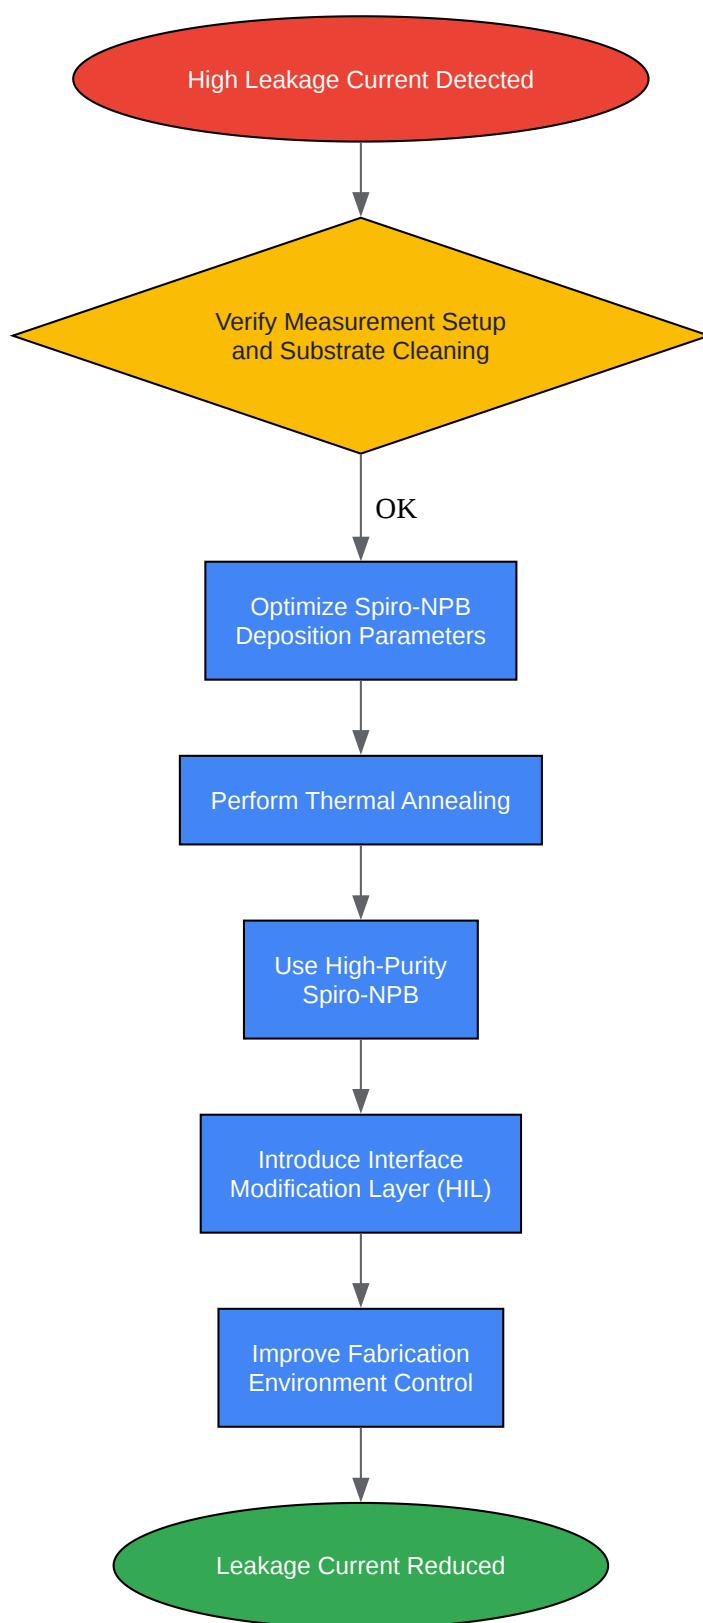 High Leakage Current Detected
Verify Measurement Setup
and Substrate Cleaning
OK
Optimize Spiro-NPB
Deposition Parameters
Perform Thermal Annealing
Use High-Purity
Spiro-NPB
Introduce Interface
Modification Layer (HIL)
Improve Fabrication
Environment Control
Leakage Current Reduced